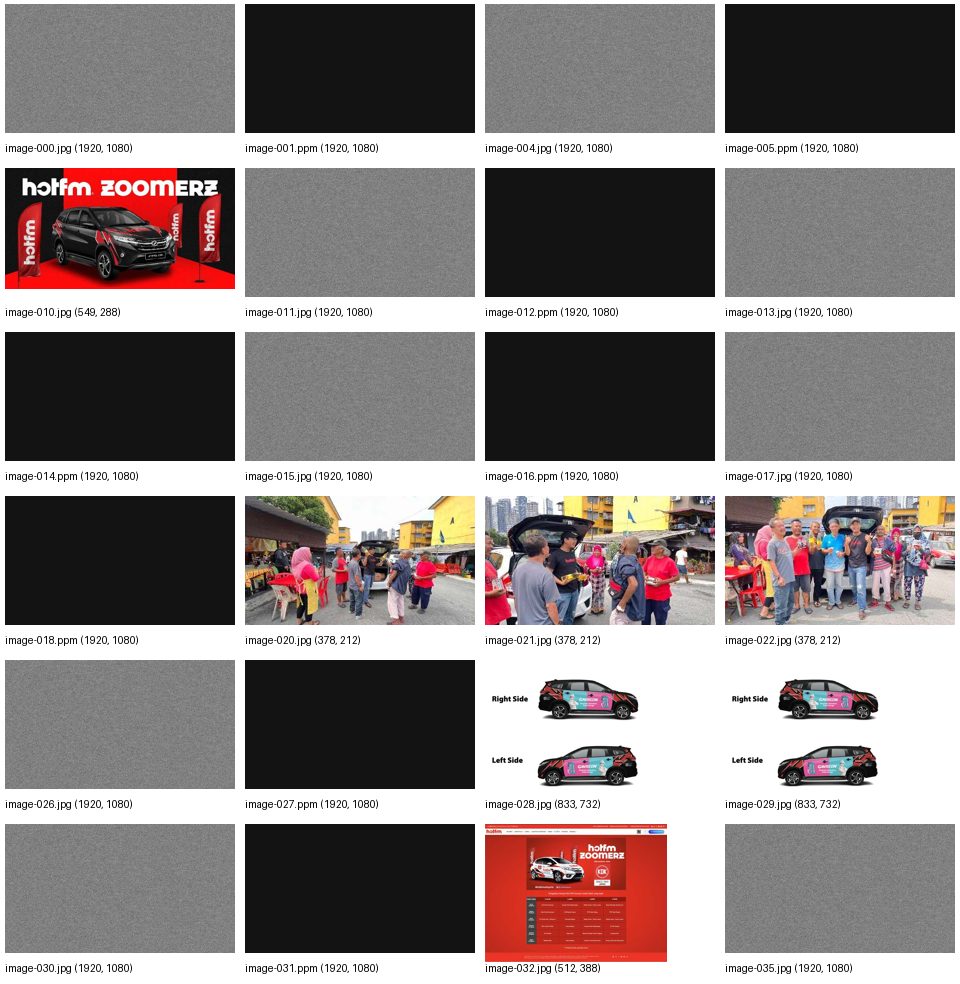 image-000.jpg (1920, 1080)
image-001.ppm (1920, 1080)
image-004.jpg (1920, 1080)
image-005.ppm (1920, 1080)
hotfm ZOOMERZ
hotfm
hotfm
hotfm
image-010.jpg (549, 288)
image-011.jpg (1920, 1080)
image-012.ppm (1920, 1080)
image-013.jpg (1920, 1080)
image-014.ppm (1920, 1080)
image-015.jpg (1920, 1080)
image-016.ppm (1920, 1080)
image-017.jpg (1920, 1080)
A
A
image-018.ppm (1920, 1080)
image-020.jpg (378, 212)
image-021.jpg (378, 212)
image-022.jpg (378, 212)
Right Side
Left Side
Right Side
Left Side
image-026.jpg (1920, 1080)
image-027.ppm (1920, 1080)
image-028.jpg (833, 732)
image-029.jpg (833, 732)
hotfm
hotfm
ZOOMERZ
image-030.jpg (1920, 1080)
image-031.ppm (1920, 1080)
image-032.jpg (512, 388)
image-035.jpg (1920, 1080)